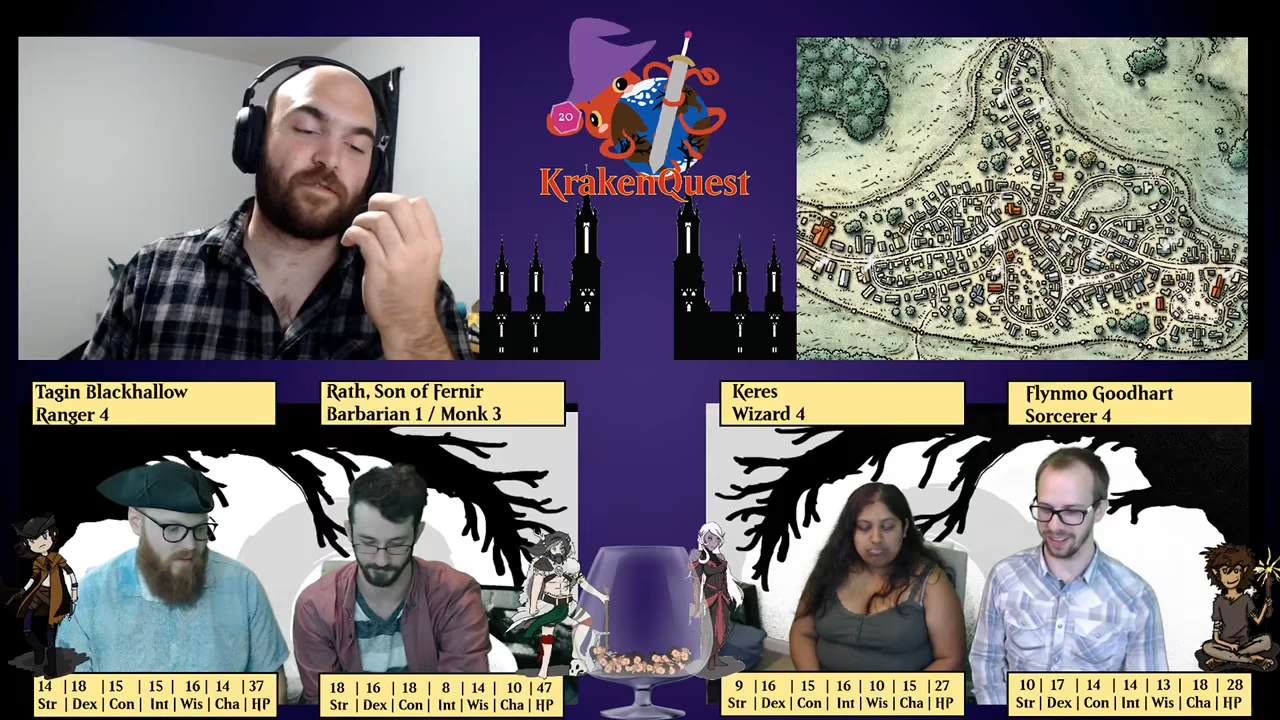 20
KrakenQuest
Tagin Blackhallow
Ranger 4
Rath, Son of Fernir
Barbarian 1 / Monk 3
Keres
Wizard 4
Flynmo Goodhart
Sorcerer 4
14 | 18 | 15 | 15 | 16 | 14 | 37
Str | Dex | Con | Int | Wis | Cha | HP
18 | 16 | 18 | 8 | 14 | 10 | 47
Str | Dex | Con | Int | Wis | Cha | HP
9 | 16 | 15 | 16 | 10 | 15 | 27
Str | Dex | Con | Int | Wis | Cha | HP
10 | 17 | 14 | 14 | 13 | 18 | 28
Str | Dex | Con | Int | Wis | Cha | HP